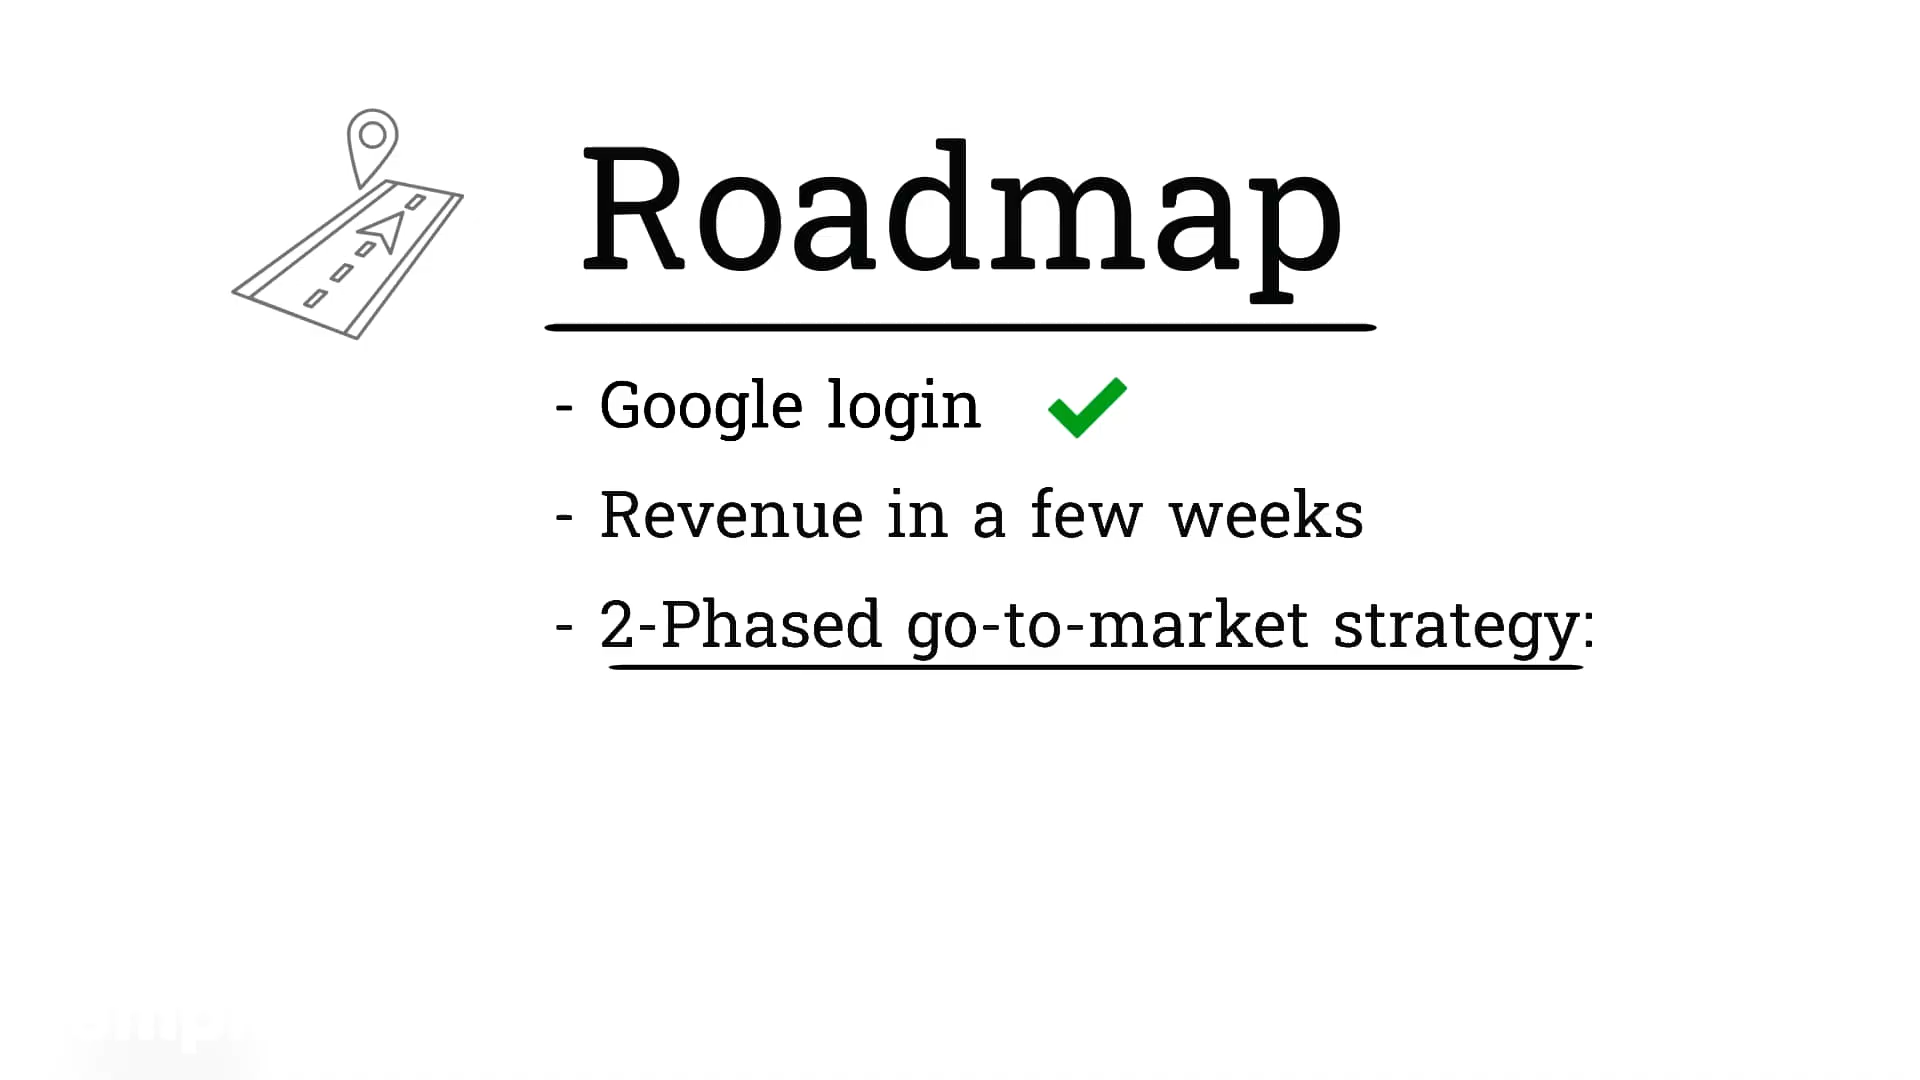 Roadmap
- Google login
- Revenue in a few weeks
- 2-Phased go-to-market strategy: